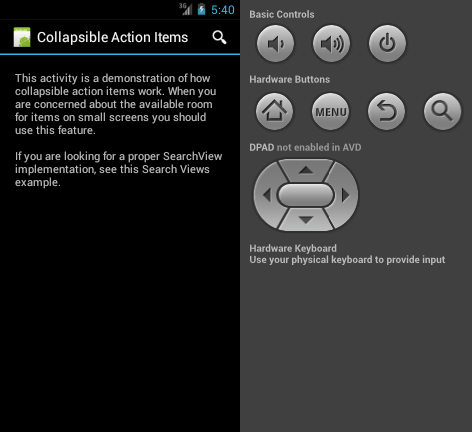 3G
5:40
Collapsible Action Items
This activity is a demonstration of how
collapsible action items work. When you
are concerned about the available room
for items on small screens you should
use this feature.
If you are looking for a proper SearchView
implementation, see this Search Views
example.
Basic Controls
Hardware Buttons
MENU
DPAD not enabled in AVD
Hardware Keyboard
Use your physical keyboard to provide input